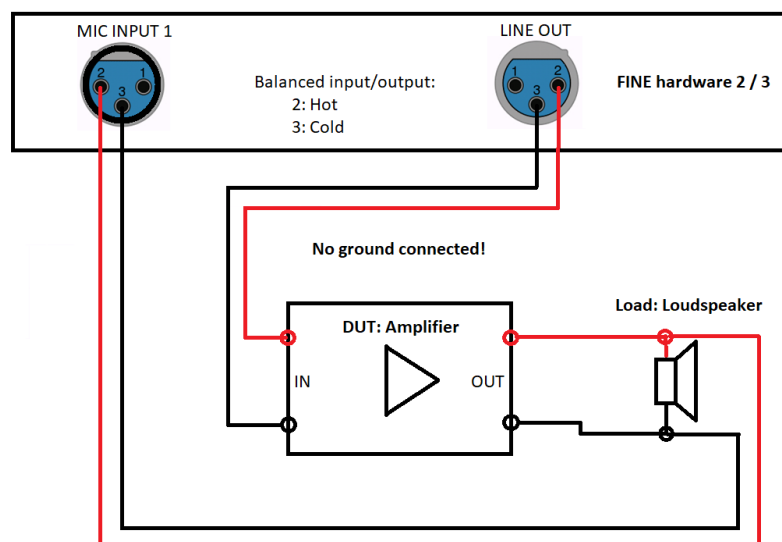 MIC INPUT 1
LINE OUT
2
1
3
Balanced input/output:
2: Hot
3: Cold
1
2
3
FINE hardware 2 / 3
No ground connected!
Load: Loudspeaker
DUT: Amplifier
IN
OUT